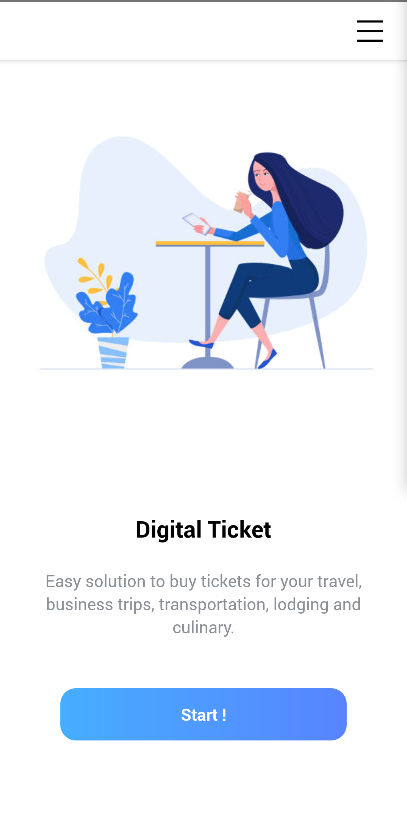 Digital Ticket
Easy solution to buy tickets for your travel,
business trips, transportation, lodging and
culinary.
Start !